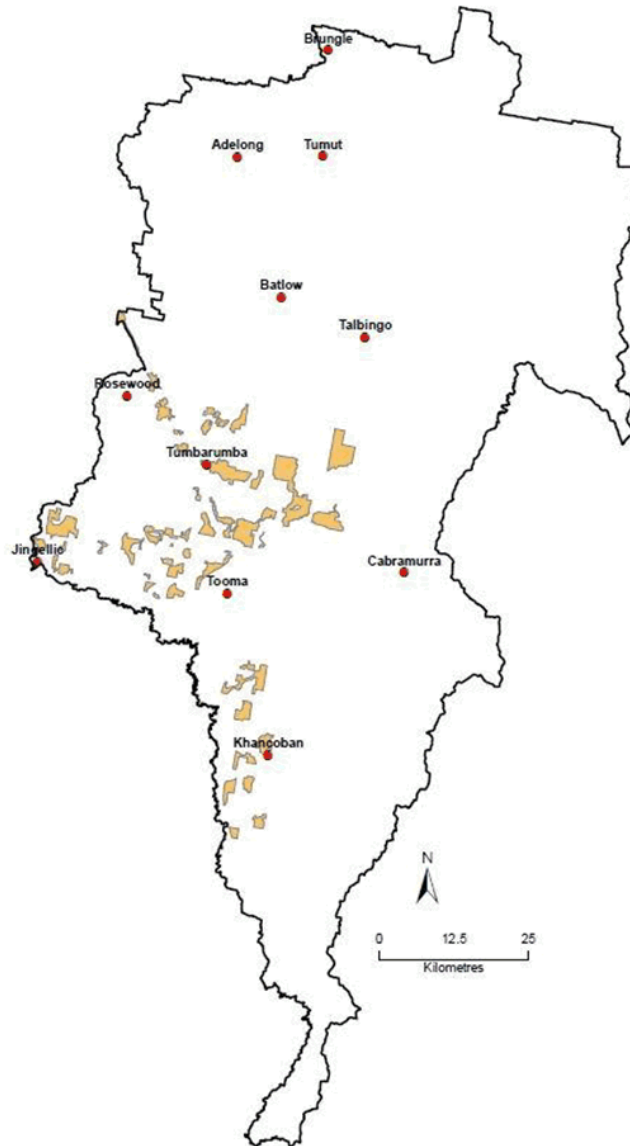 Brungle
Adelong
Tumut
Batlow
Talbingo
Rosewood
Tumbarumba
Jingellic
Cabramurra
Tooma
Khancoban
N
0 12.5 25
Kilometres